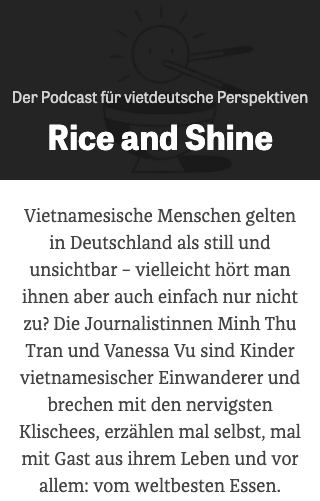 Der Podcast für vietdeutsche Perspektiven
Rice and Shine
Vietnamesische Menschen gelten
in Deutschland als still und
unsichtbar – vielleicht hört man
ihnen aber auch einfach nur nicht
zu? Die Journalistinnen Minh Thu
Tran und Vanessa Vu sind Kinder
vietnamesischer Einwanderer und
brechen mit den nervigsten
Klischees, erzählen mal selbst, mal
mit Gast aus ihrem Leben und vor
allem: vom weltbesten Essen.